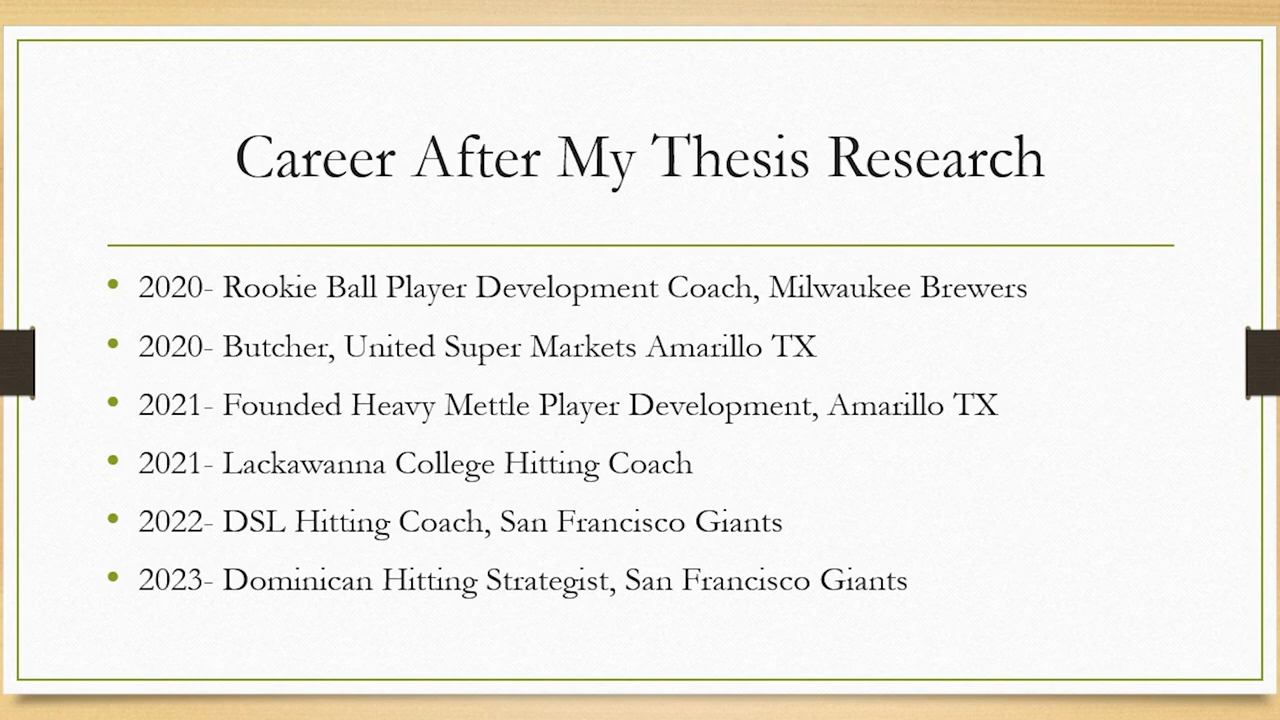 Career After My Thesis Research
• 2020- Rookie Ball Player Development Coach, Milwaukee Brewers
• 2020- Butcher, United Super Markets Amarillo TX
• 2021- Founded Heavy Mettle Player Development, Amarillo TX
• 2021- Lackawanna College Hitting Coach
• 2022- DSL Hitting Coach, San Francisco Giants
• 2023- Dominican Hitting Strategist, San Francisco Giants